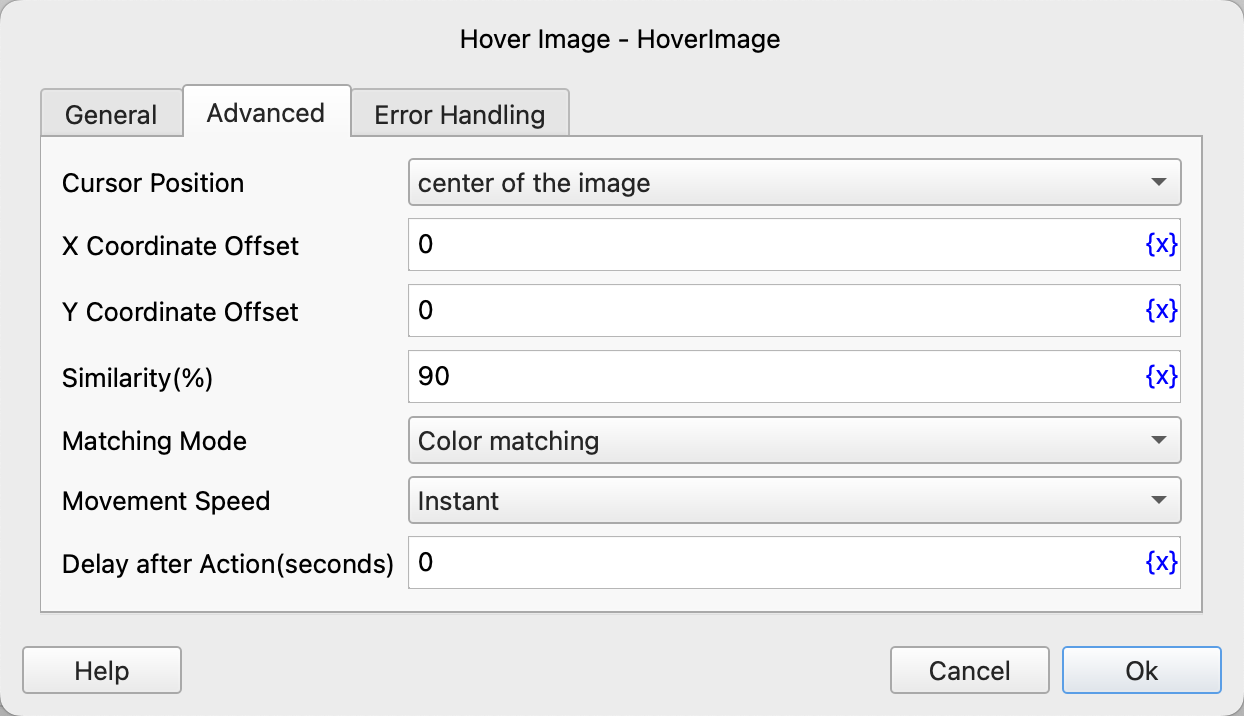 Hover Image - HoverImage
General Advanced Error Handling
Cursor Position center of the image
X Coordinate Offset 0 {x}
Y Coordinate Offset 0 {x}
Similarity(%) 90 {x}
Matching Mode Color matching
Movement Speed Instant
Delay after Action(seconds) 0 {x}
Help Cancel Ok